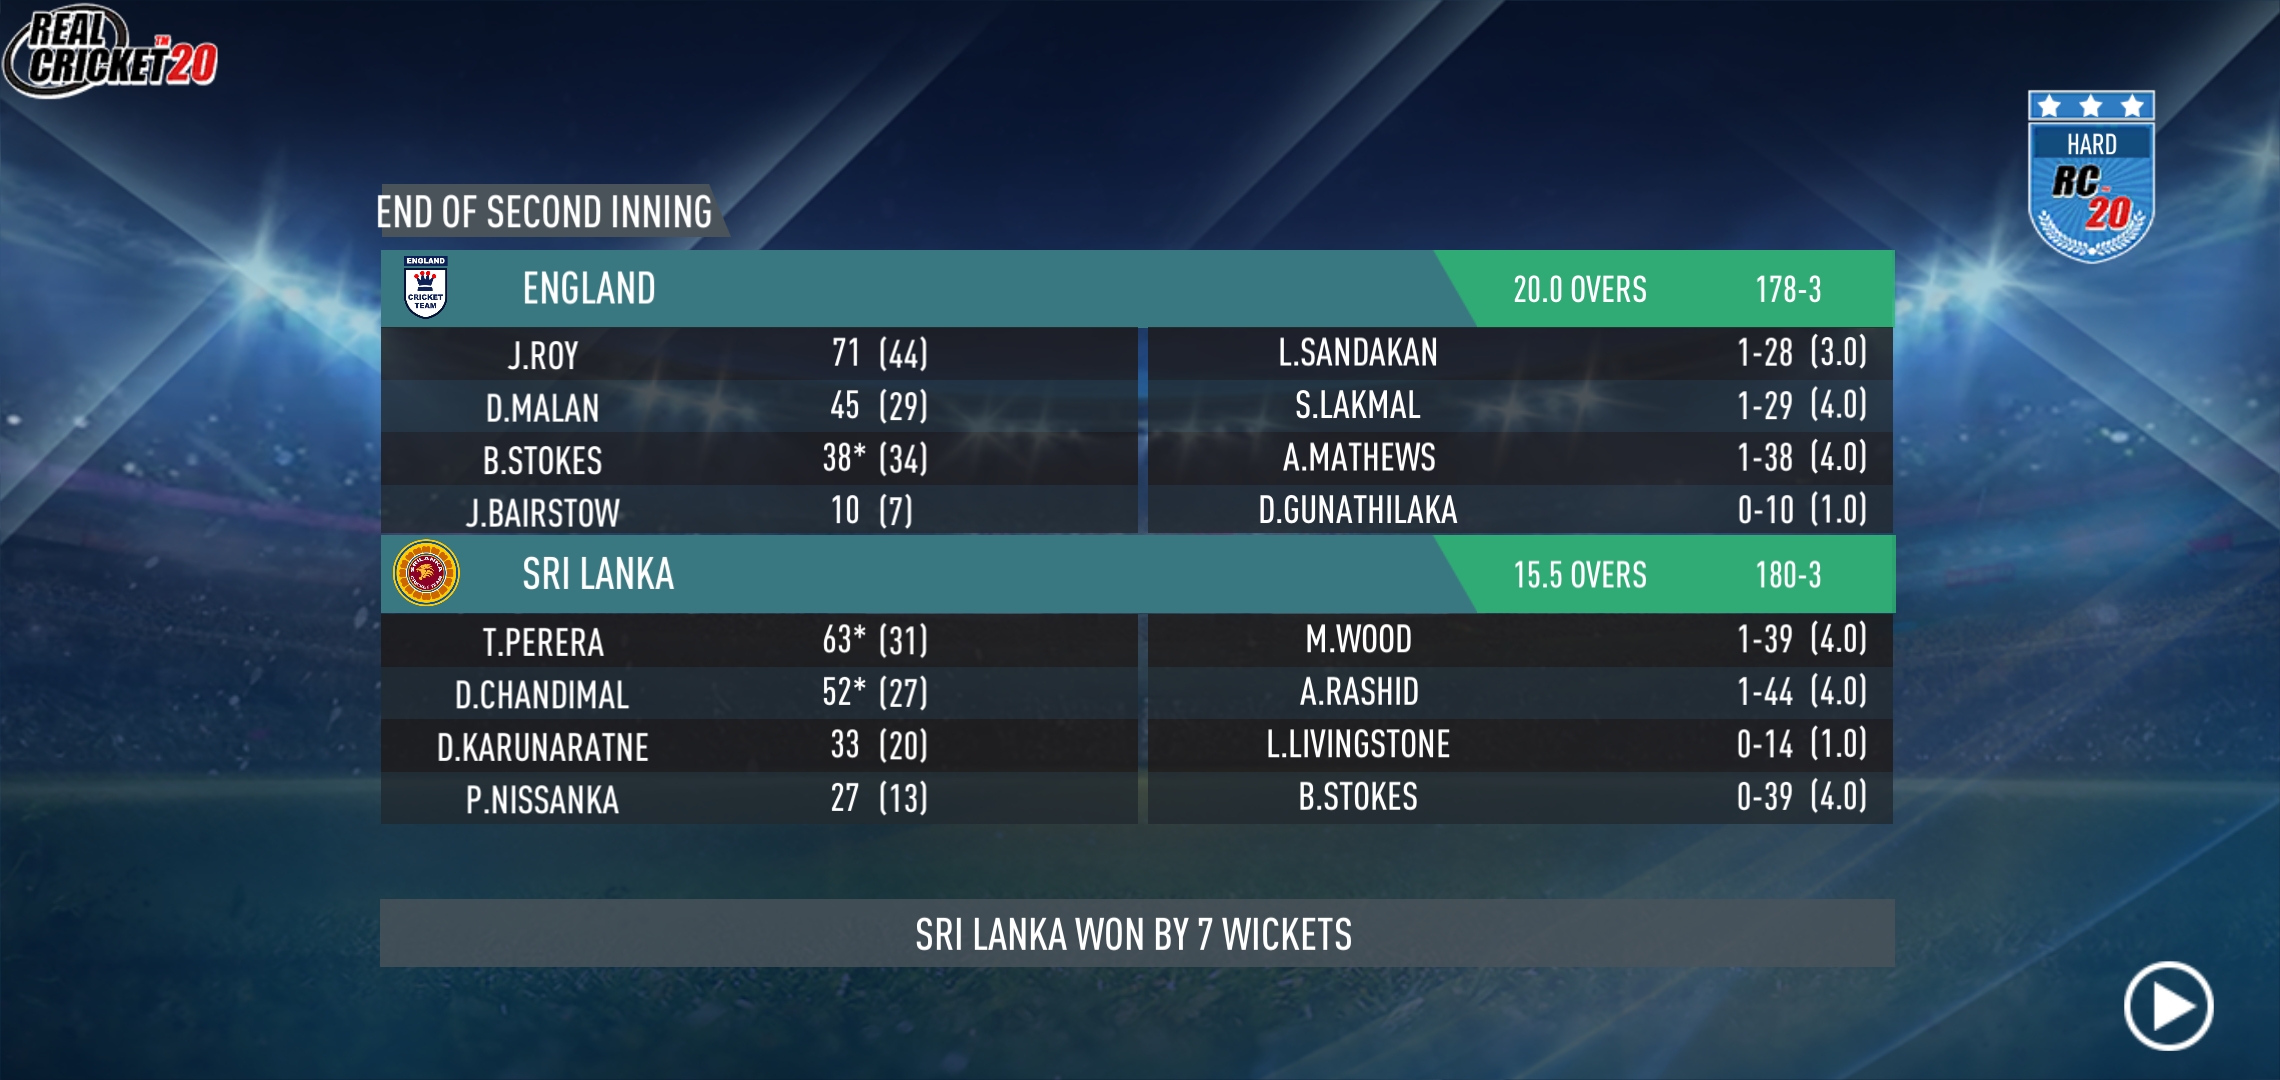 REAL
CRICKET™20
HARD
RC™
20
END OF SECOND INNING
ENGLAND
CRICKET
TEAM
ENGLAND 20.0 OVERS 178-3
J.ROY 71 (44) L.SANDAKAN 1-28 (3.0)
D.MALAN 45 (29) S.LAKMAL 1-29 (4.0)
B.STOKES 38* (34) A.MATHEWS 1-38 (4.0)
J.BAIRSTOW 10 (7) D.GUNATHILAKA 0-10 (1.0)
SRI LANKA 15.5 OVERS 180-3
T.PERERA 63* (31) M.WOOD 1-39 (4.0)
D.CHANDIMAL 52* (27) A.RASHID 1-44 (4.0)
D.KARUNARATNE 33 (20) L.LIVINGSTONE 0-14 (1.0)
P.NISSANKA 27 (13) B.STOKES 0-39 (4.0)
SRI LANKA WON BY 7 WICKETS